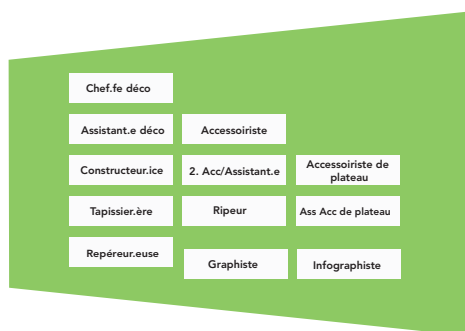 Chef.fe déco
Assistant.e déco
Accessoiriste
Constructeur.ice
2. Acc/Assistant.e
Accessoiriste de
plateau
Tapissier.ère
Ripeur
Ass Acc de plateau
Repéreur.euse
Graphiste
Infographiste